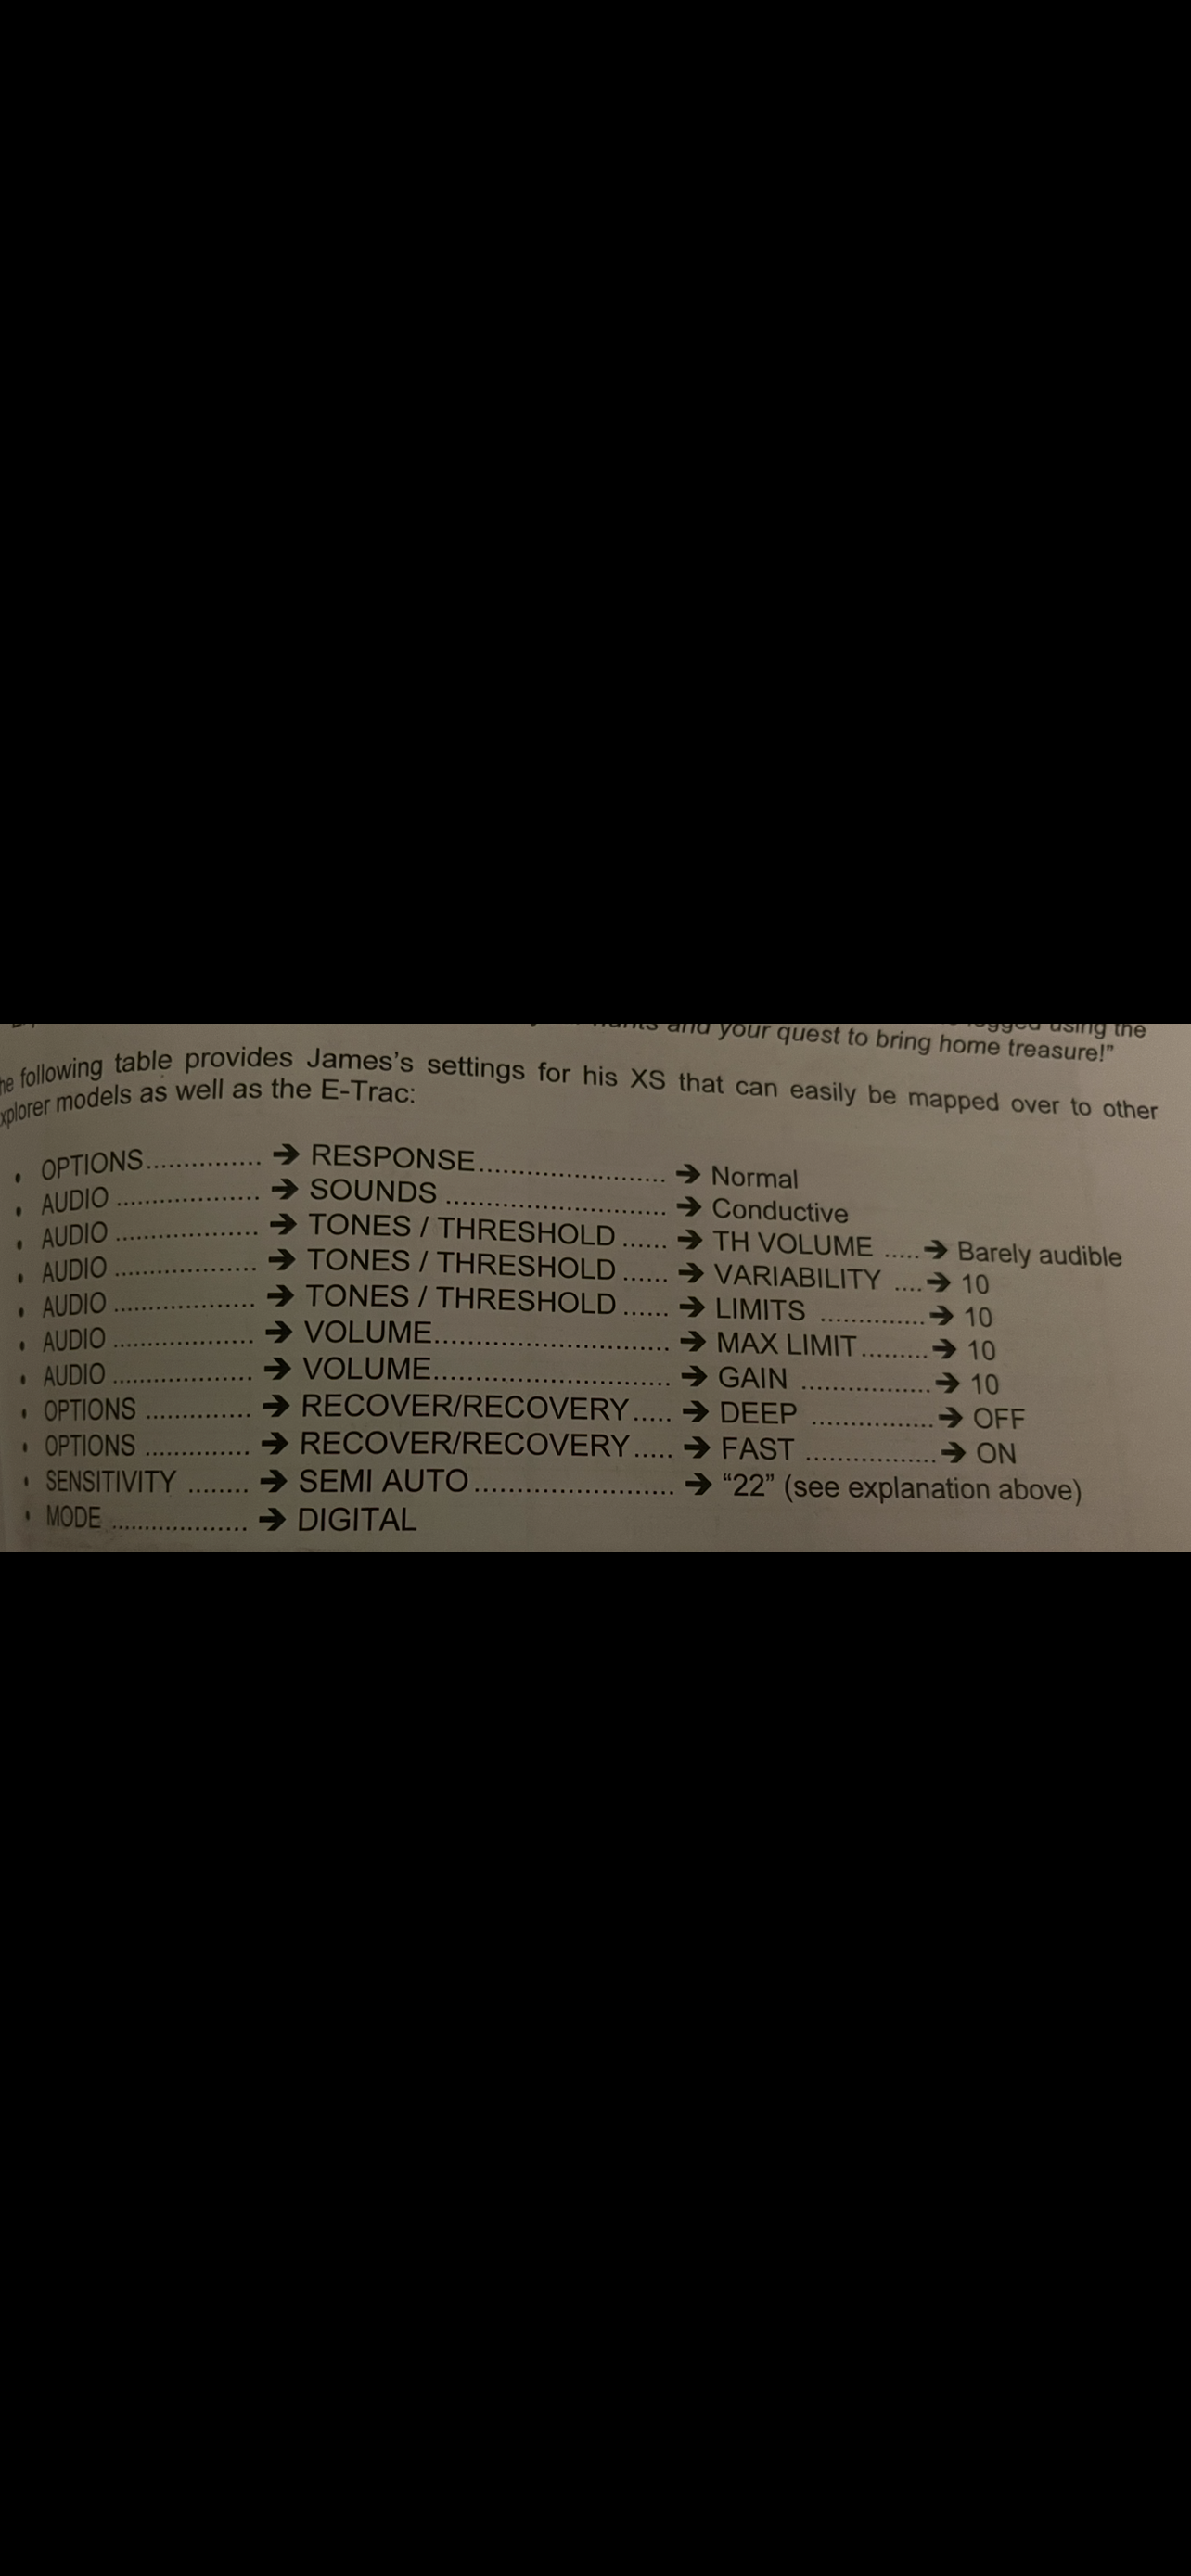 and your quest to bring home treasure!”
following table provides James’s settings for his XS that can easily be mapped over to other
models as well as the E-Trac:
• OPTIONS............... ➔ RESPONSE......................... ➔ Normal
• AUDIO ................... ➔ SOUNDS ............................. ➔ Conductive
• AUDIO ................... ➔ TONES / THRESHOLD ...... ➔ TH VOLUME ..... ➔ Barely audible
• AUDIO ................... ➔ TONES / THRESHOLD ...... ➔ VARIABILITY .... ➔ 10
• AUDIO ................... ➔ TONES / THRESHOLD ...... ➔ LIMITS .............. ➔ 10
• AUDIO ................... ➔ VOLUME............................... ➔ MAX LIMIT......... ➔ 10
• AUDIO ................... ➔ VOLUME............................... ➔ GAIN ................. ➔ 10
• OPTIONS .............. ➔ RECOVER/RECOVERY..... ➔ DEEP ................ ➔ OFF
• OPTIONS .............. ➔ RECOVER/RECOVERY..... ➔ FAST ................. ➔ ON
• SENSITIVITY ........ ➔ SEMI AUTO.......................... ➔ “22” (see explanation above)
• MODE .................. ➔ DIGITAL